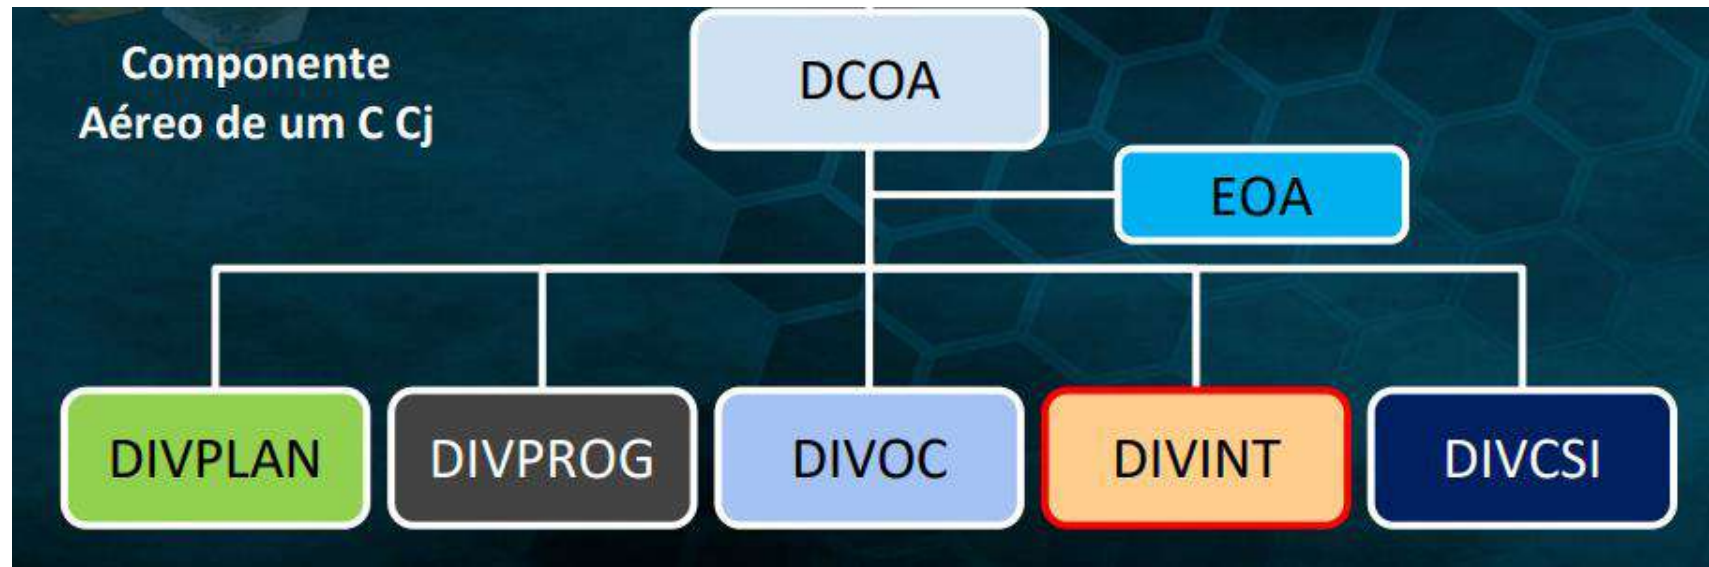 Componente
Aéreo de um C Cj
DCOA
EOA
DIVPLAN
DIVPROG
DIVOC
DIVINT
DIVCSI